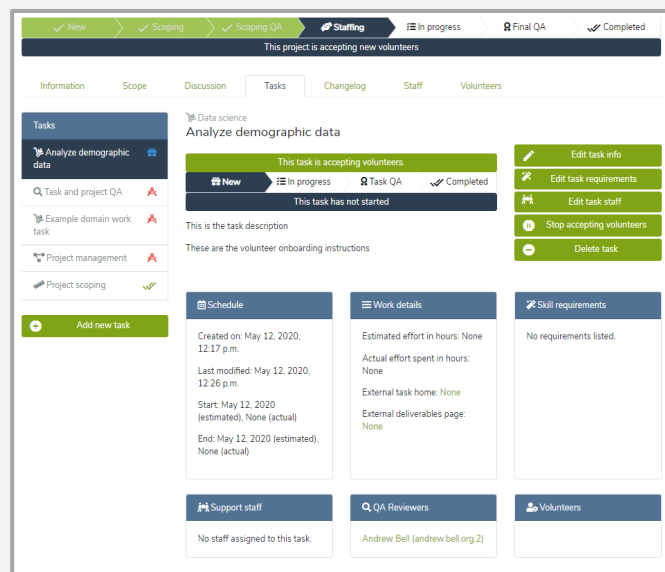 New Scoping Scoping QA Staffing In progress Final QA Completed
This project is accepting new volunteers
Information Scope Discussion Tasks Changelog Staff Volunteers
Tasks
Analyze demographic
data
Task and project QA
Example domain work
task
Project management
Project scoping
Add new task
Data science
Analyze demographic data
This task is accepting volunteers.
New In progress Task QA Completed
This task has not started
This is the task description
These are the volunteer onboarding instructions
Edit task info
Edit task requirements
Edit task staff
Stop accepting volunteers
Delete task
Schedule
Created on: May 12, 2020,
12:17 p.m.
Last modified: May 12, 2020,
12:26 p.m.
Start: May 12, 2020
(estimated), None (actual)
End: May 12, 2020 (estimated),
None (actual)
Work details
Estimated effort in hours: None
Actual effort spent in hours:
None
External task home: None
External deliverables page:
None
Skill requirements
No requirements listed.
Support staff
No staff assigned to this task.
QA Reviewers
Andrew Bell (andrew.bell.org.2)
Volunteers